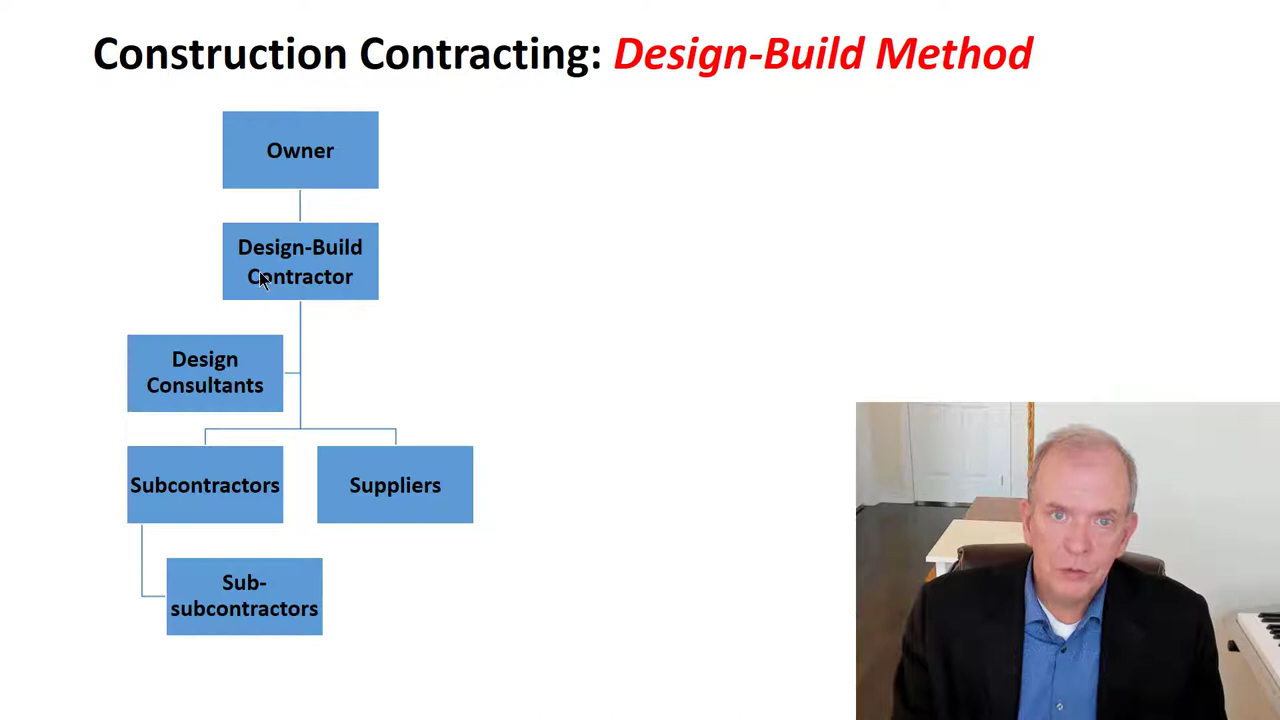 Construction Contracting: Design-Build Method
Owner
Design-Build
Contractor
Design
Consultants
Subcontractors
Suppliers
Sub-
subcontractors